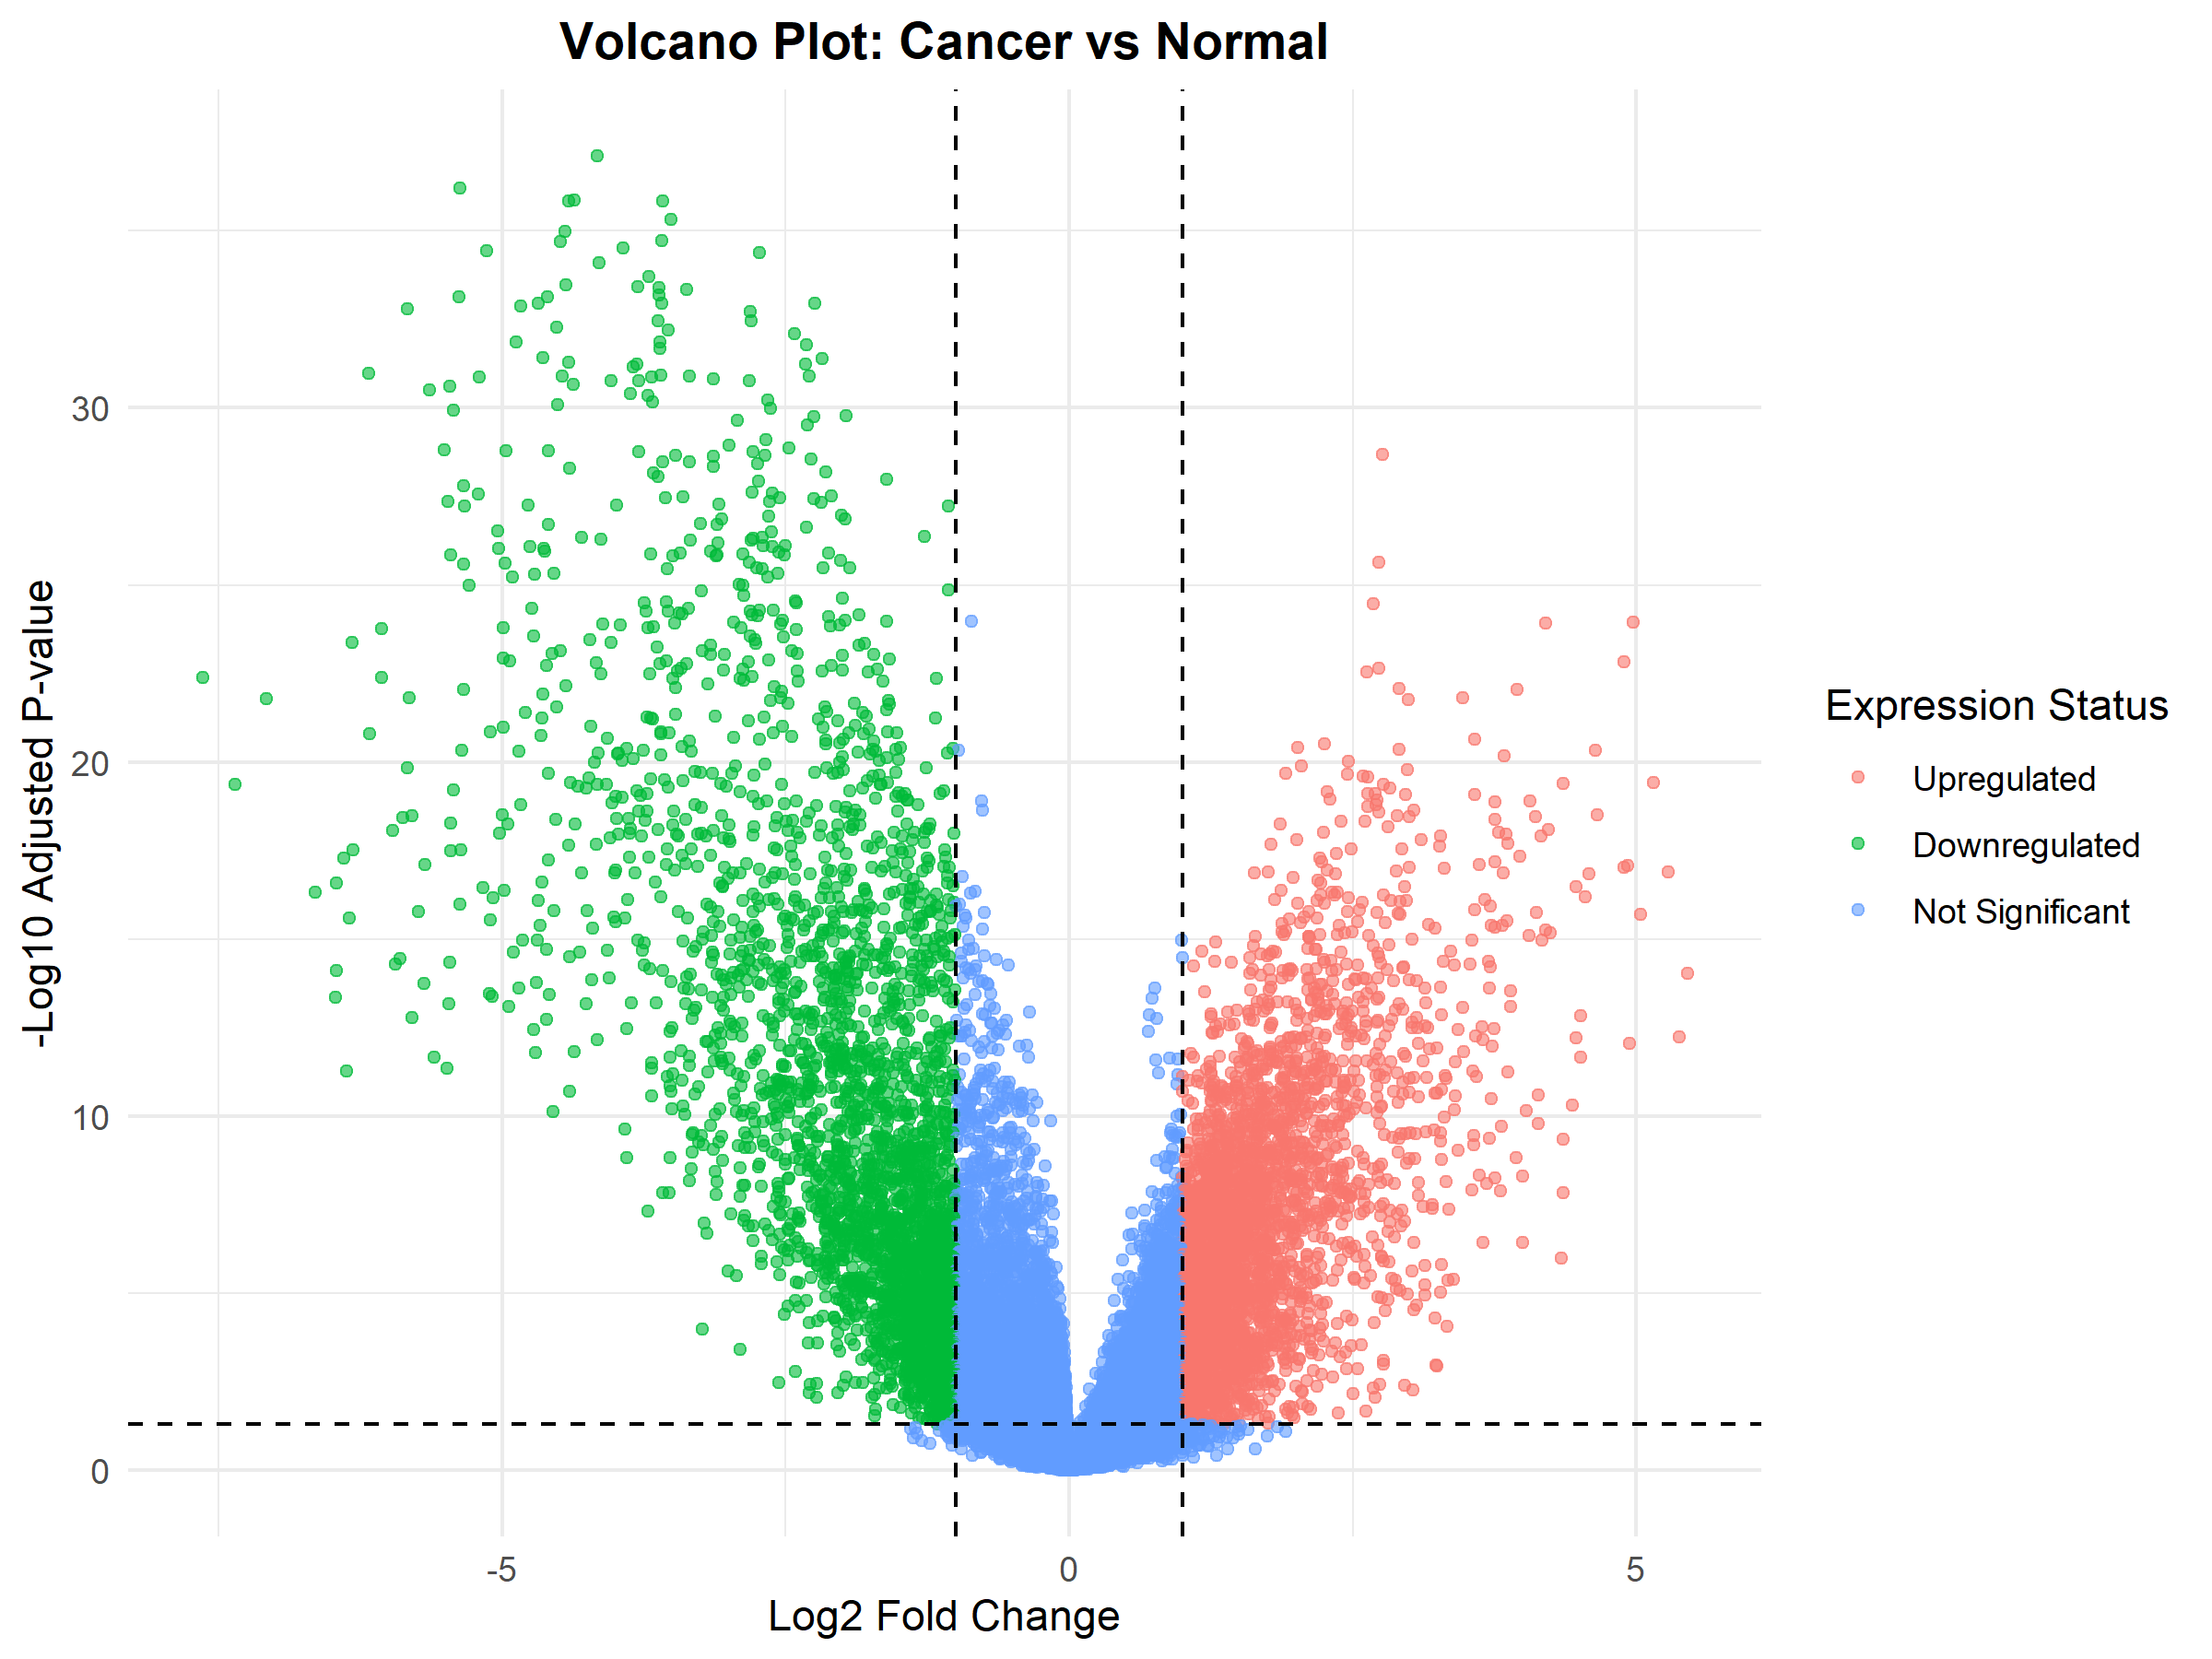 Volcano Plot: Cancer vs Normal
-Log10 Adjusted P-value
30
20
10
0
-5
0
5
Log2 Fold Change
Expression Status
Upregulated
Downregulated
Not Significant